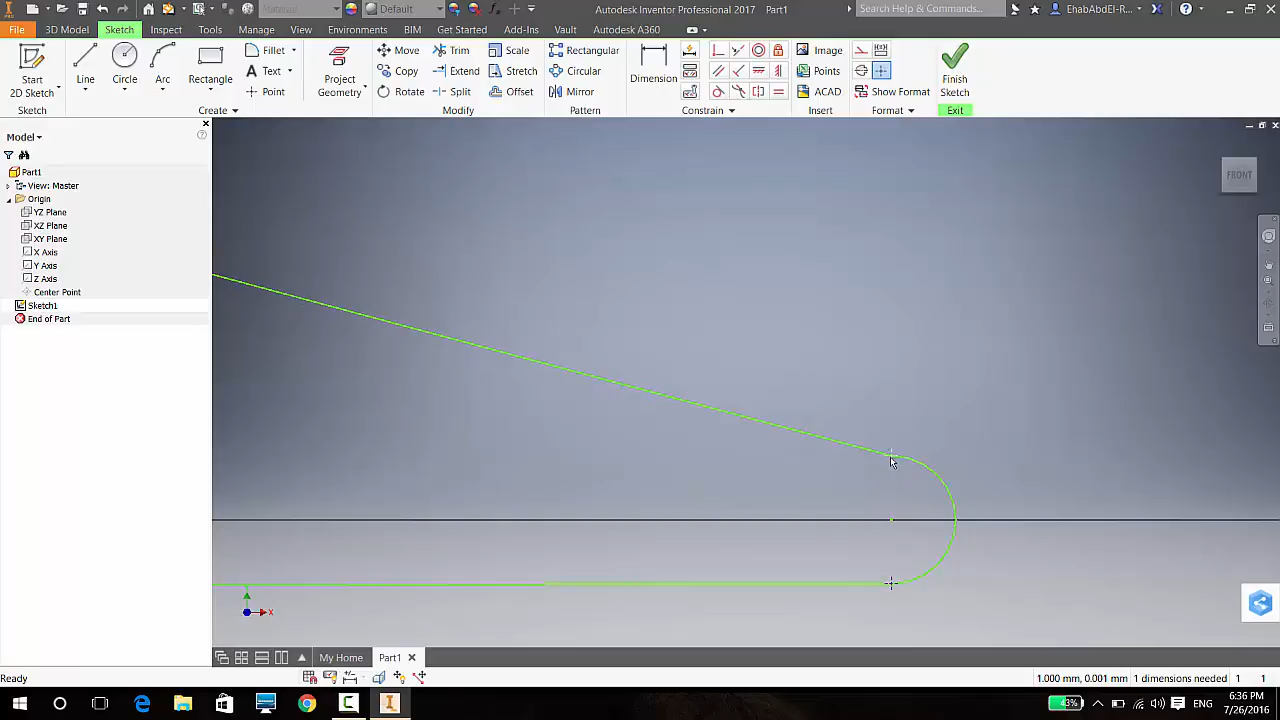 Material
Default
Autodesk Inventor Professional 2017 Part1
Search Help & Commands...
EhabAbdEl-R...
File 3D Model Sketch Inspect Tools Manage View Environments BIM Get Started Add-Ins Vault Autodesk A360
Start
2D Sketch
Line
Circle
Arc
Rectangle
Fillet
Text
Point
Project
Geometry
Move
Copy
Rotate
Trim
Extend
Split
Scale
Stretch
Offset
Rectangular
Circular
Mirror
Dimension
Image
Points
ACAD
Show Format
Finish
Sketch
Sketch Create Modify Pattern Constrain Insert Format Exit
Model
Part1
View: Master
Origin
YZ Plane
XZ Plane
XY Plane
X Axis
Y Axis
Z Axis
Center Point
Sketch1
End of Part
FRONT
X
My Home Part1
Ready
1.000 mm, 0.001 mm 1 dimensions needed 1 1
43%
6:36 PM
7/26/2016